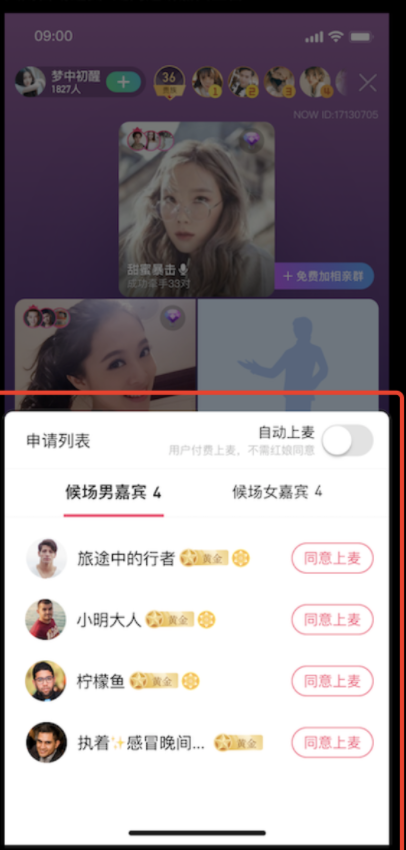 09:00
梦中初醒
1827人
36
1
2
3
4
NOW ID:17130705
甜蜜暴击
成功牵手33对
+ 免费加相亲群
申请列表
自动上麦
用户付费上麦，不需红娘同意
候场男嘉宾 4
候场女嘉宾 4
旅途中的行者 黄金
同意上麦
小明大人 黄金
同意上麦
柠檬鱼 黄金
同意上麦
执着✨感冒晚间... 黄金
同意上麦